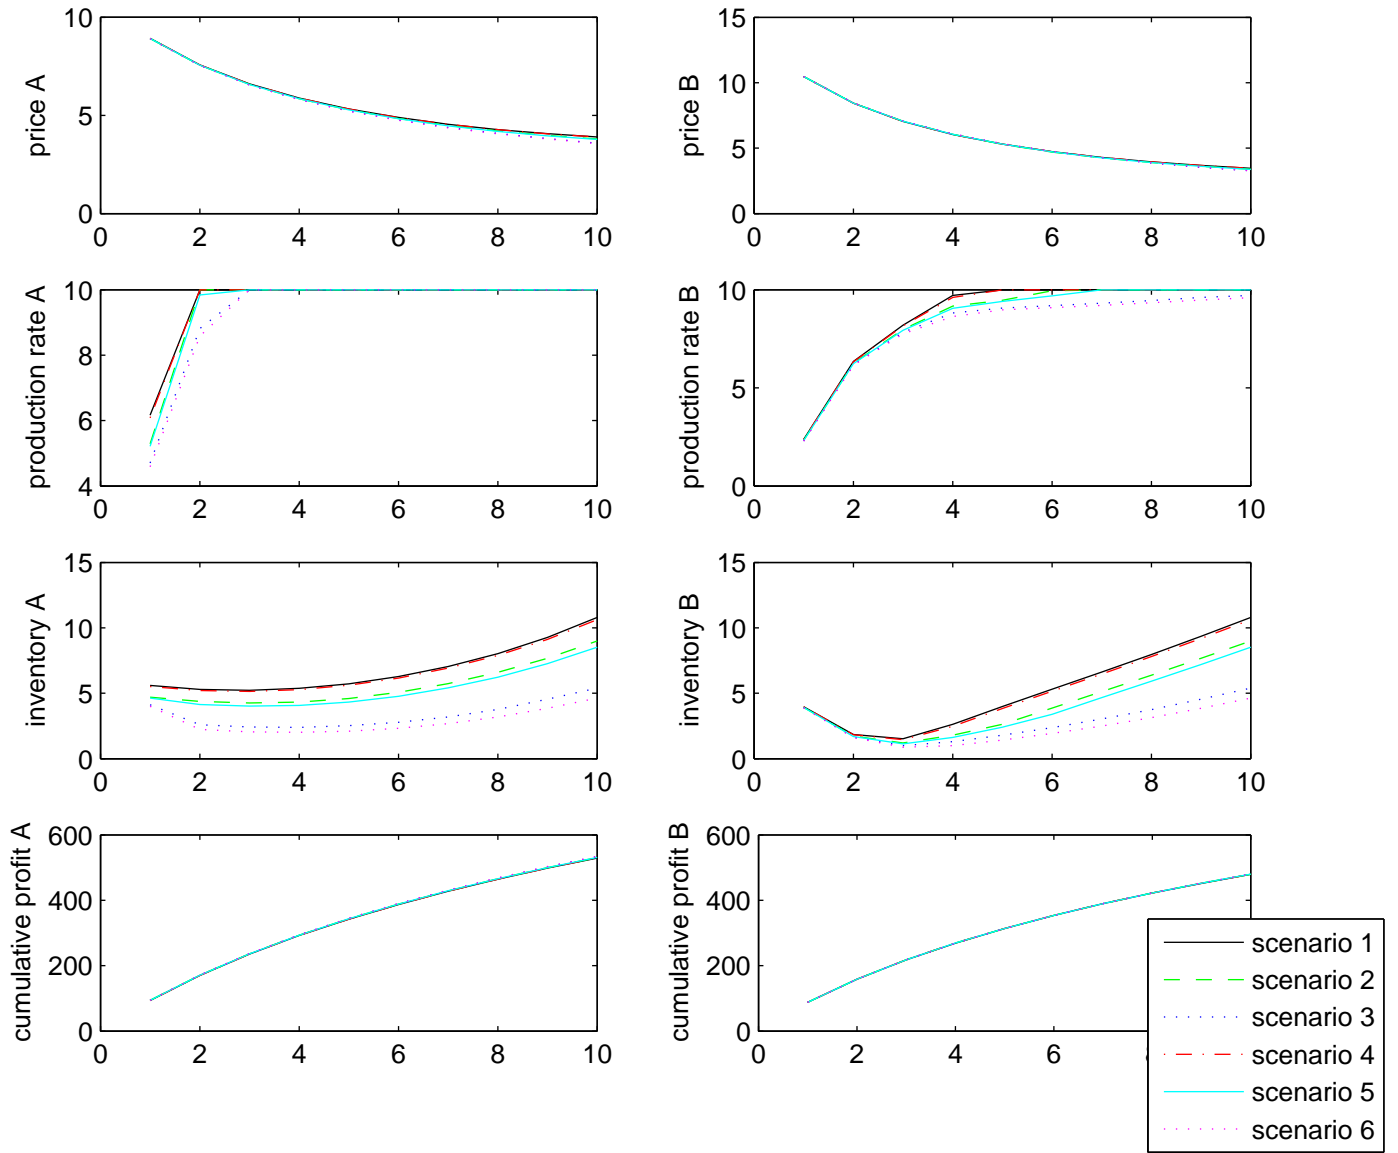 price A
10
5
0
0 2 4 6 8 10
price B
15
10
5
0
0 2 4 6 8 10
production rate A
10
8
6
4
0 2 4 6 8 10
production rate B
10
5
0
0 2 4 6 8 10
inventory A
15
10
5
0
0 2 4 6 8 10
inventory B
15
10
5
0
0 2 4 6 8 10
cumulative profit A
600
400
200
0
0 2 4 6 8 10
cumulative profit B
600
400
200
0
0 2 4 6
scenario 1
scenario 2
scenario 3
scenario 4
scenario 5
scenario 6